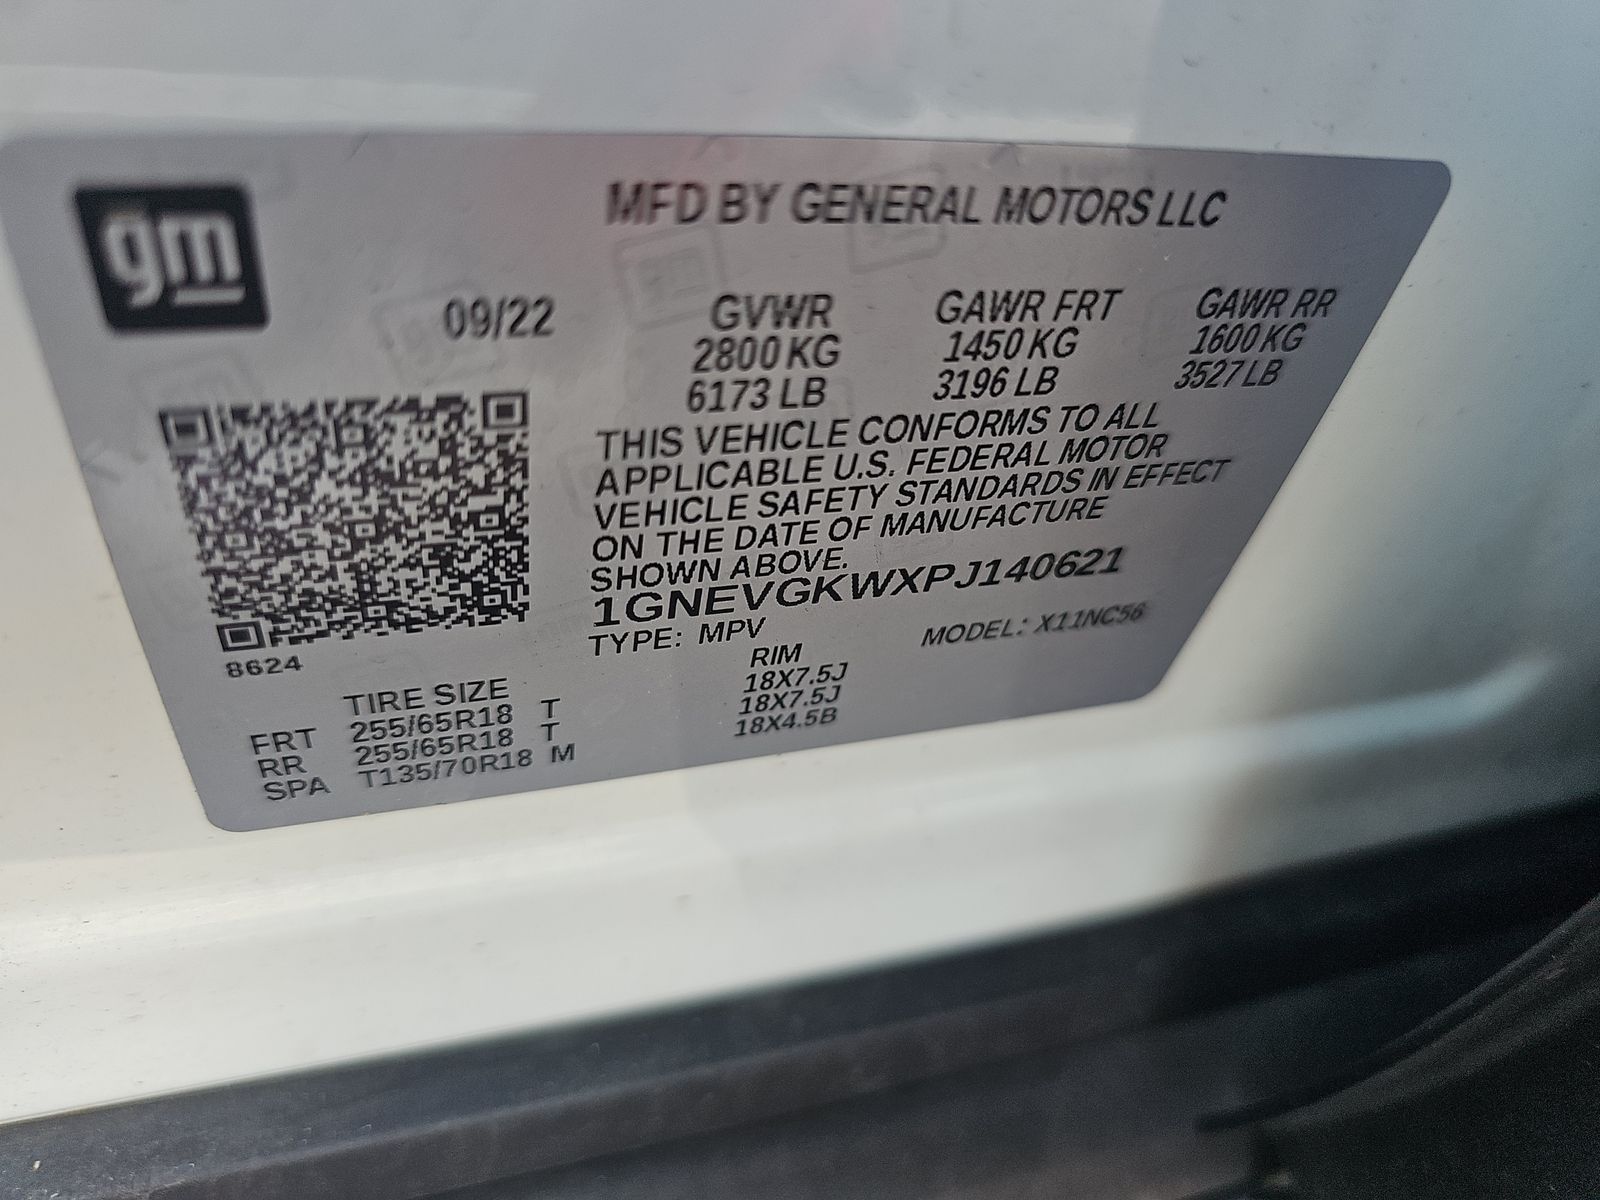 gm
MFD BY GENERAL MOTORS LLC
09/22
GVWR GAWR FRT GAWR RR
2800 KG 1450 KG 1600 KG
6173 LB 3196 LB 3527 LB
THIS VEHICLE CONFORMS TO ALL
APPLICABLE U.S. FEDERAL MOTOR
VEHICLE SAFETY STANDARDS IN EFFECT
ON THE DATE OF MANUFACTURE
SHOWN ABOVE.
1GNEVGKWXPJ140621
TYPE: MPV MODEL: X11NC56
8624
TIRE SIZE RIM
FRT 255/65R18 T 18X7.5J
RR 255/65R18 T 18X7.5J
SPA T135/70R18 M 18X4.5B